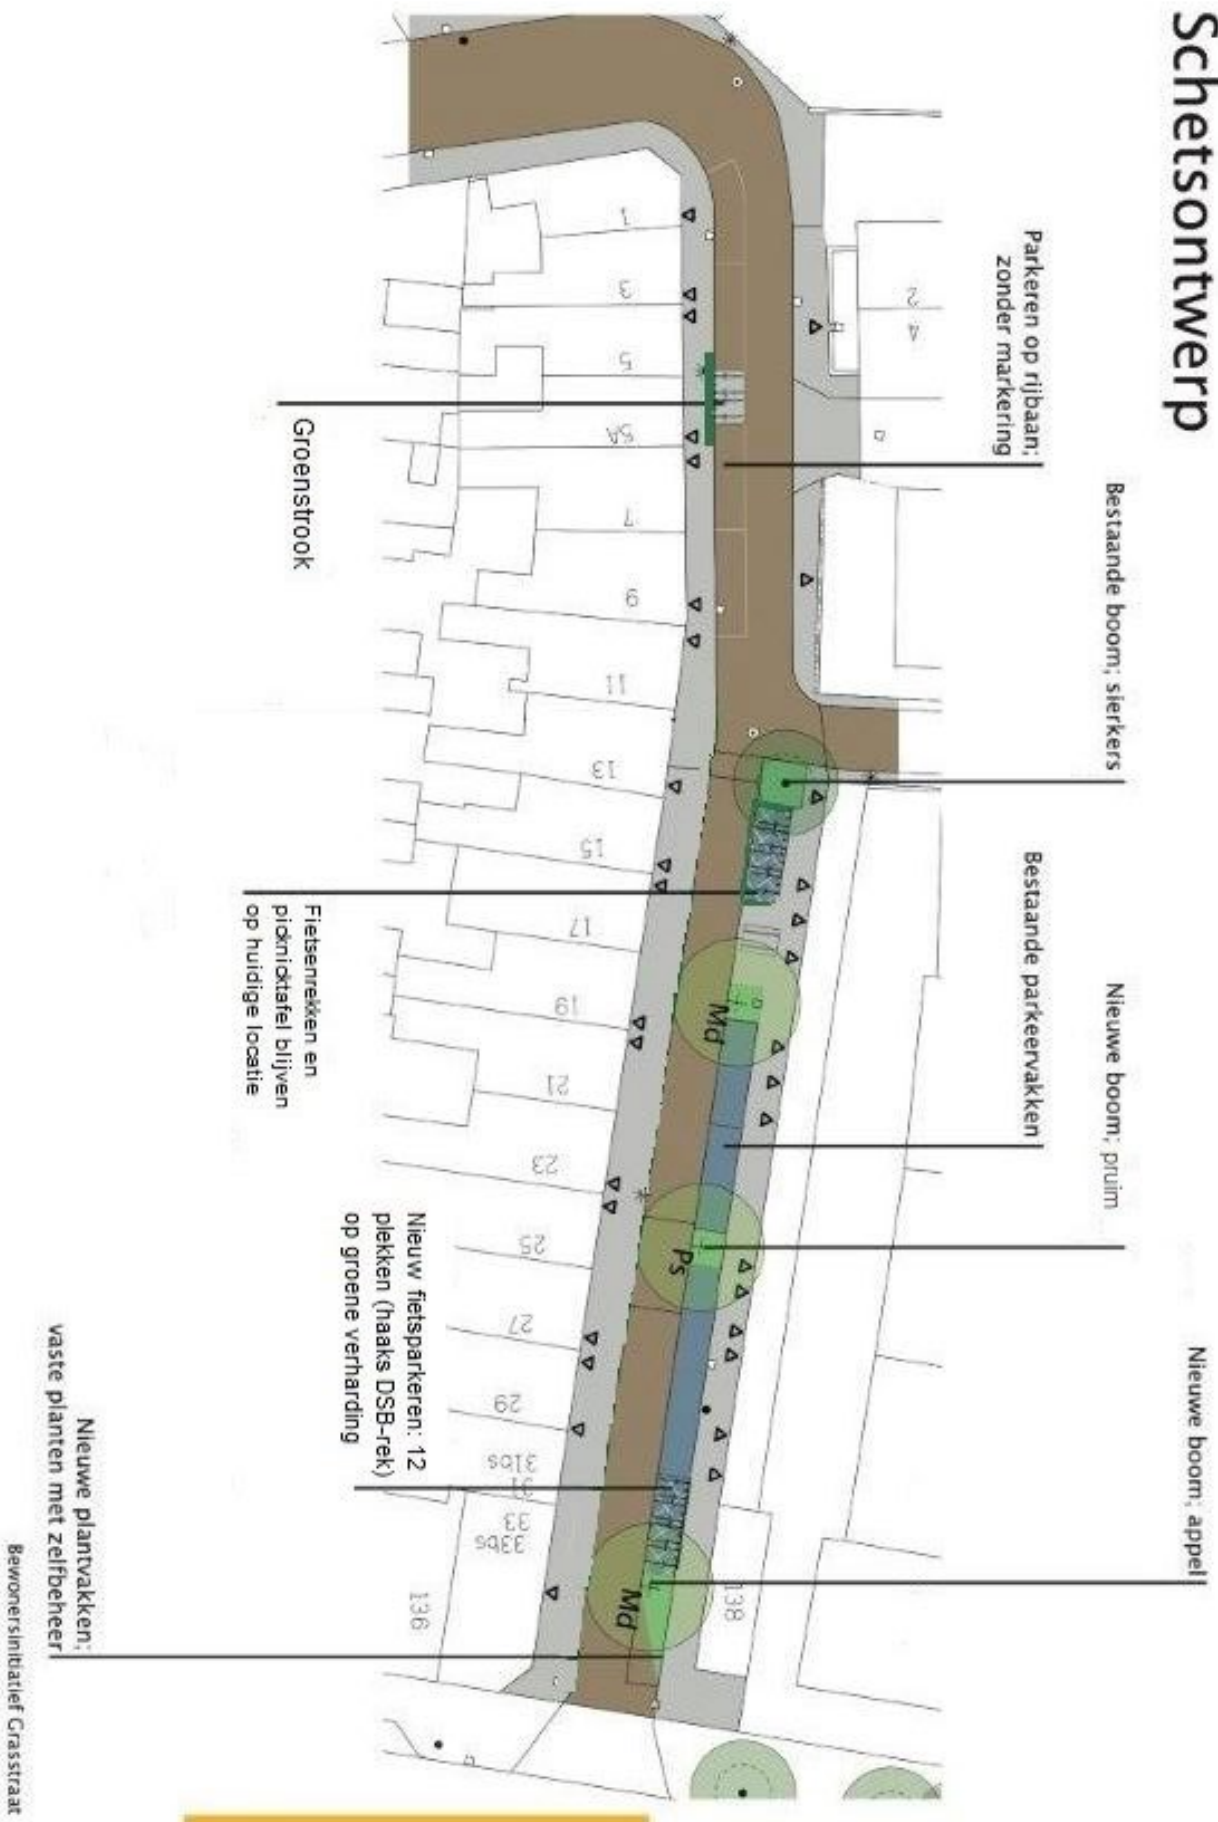 Schetsontwerp
Parkeren op rijbaan;
zonder markering
Bestaande boom; sierkers
Bestaande parkeervakken
Nieuwe boom; pruim
Nieuwe boom; appel
Groenstrook
Fietsenrekken en
picknicktafel blijven
op huidige locatie
Nieuw fietsparkeren: 12
plekken (haaks DSB-rek)
op groene verharding
Nieuwe plantvakken;
vaste planten met zelfbeheer
Bewonersinitiatief Grasstraat
1
3
5
5A
7
9
11
13
15
17
19
21
23
25
27
29
31bs
31
33
33bs
136
2
4
138
Md
Ps
Md